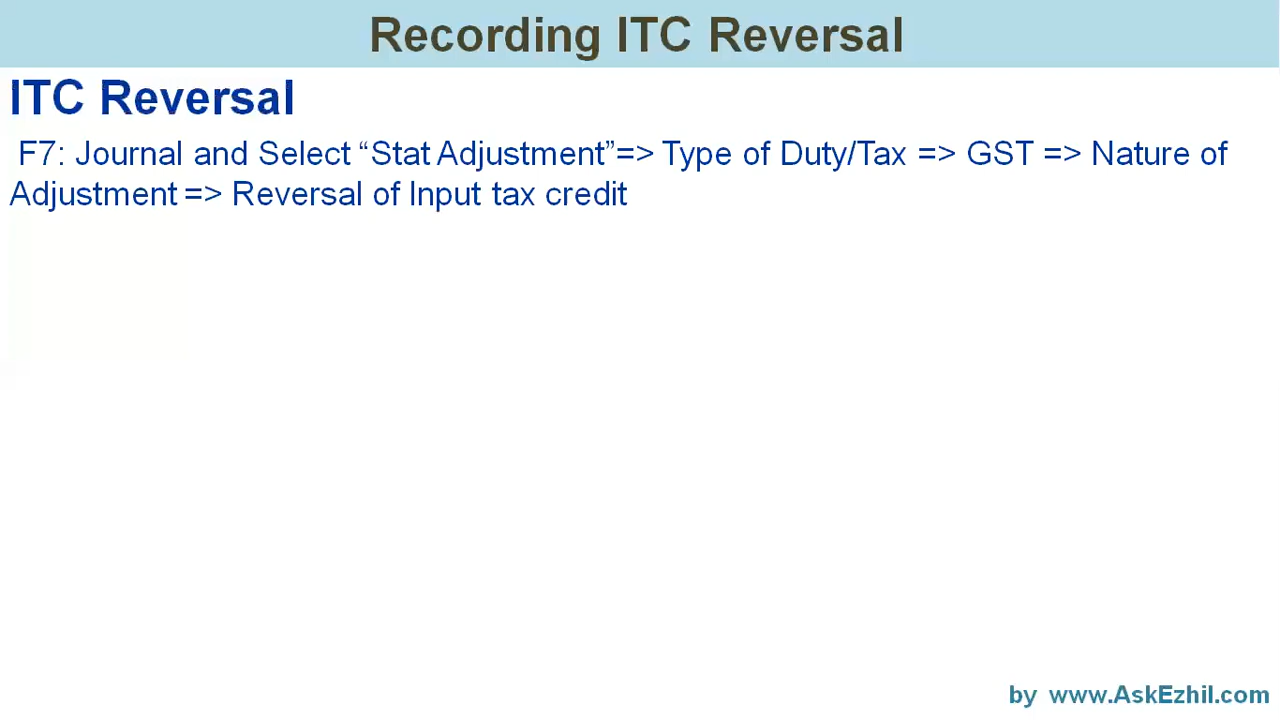 Recording ITC Reversal
ITC Reversal
F7: Journal and Select “Stat Adjustment”=> Type of Duty/Tax => GST => Nature of
Adjustment => Reversal of Input tax credit
by www.AskEzhil.com